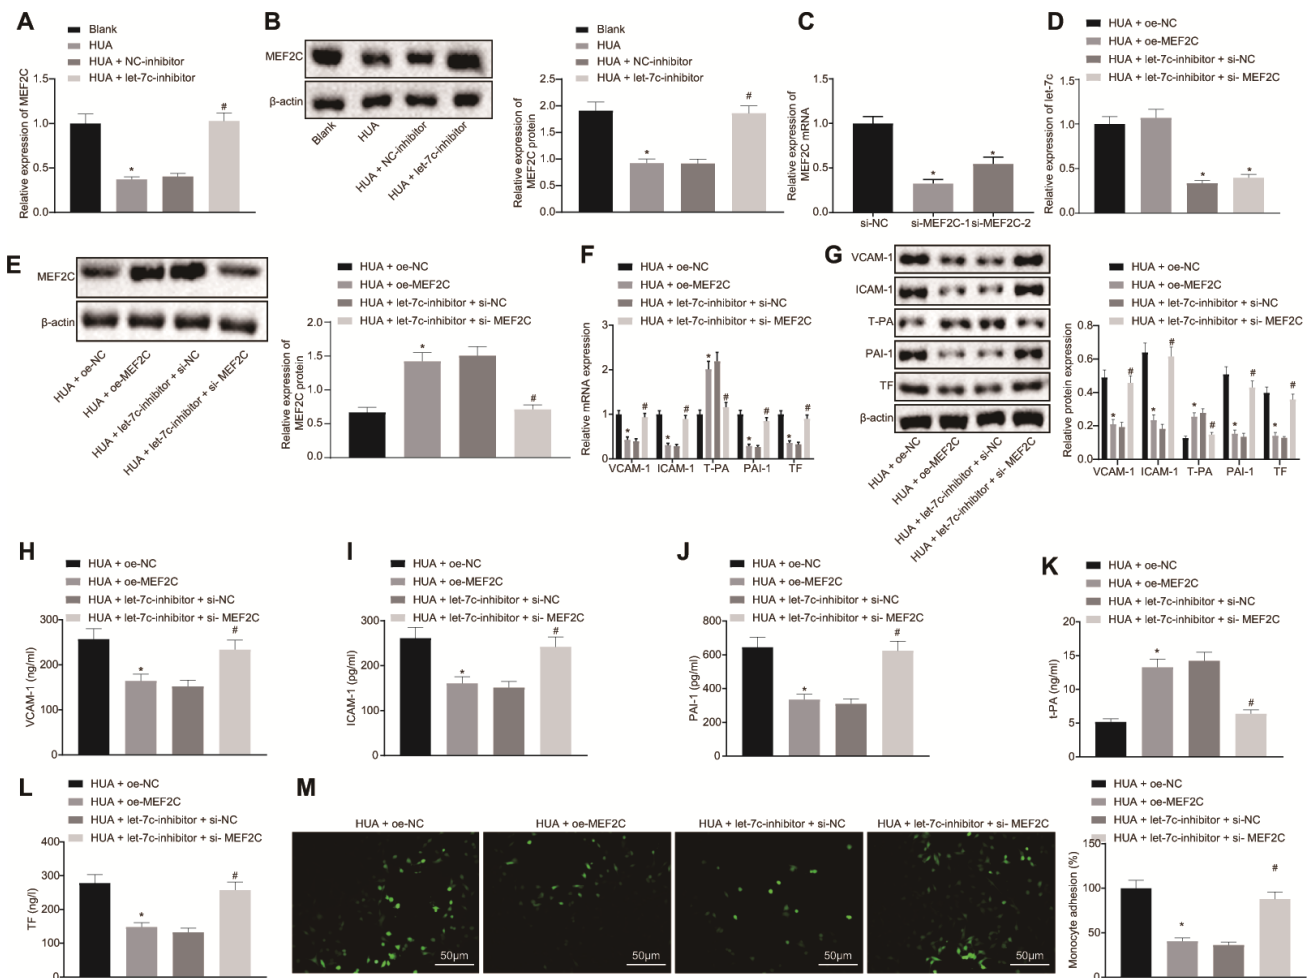 A
Blank
HUA
HUA + NC-inhibitor
HUA + let-7c-inhibitor
Relative expression of MEF2C
1.5
1.0
0.5
0.0
*
#
B
MEF2C
β-actin
Blank
HUA
HUA + NC-inhibitor
HUA + let-7c-inhibitor
Blank
HUA
HUA + NC-inhibitor
HUA + let-7c-inhibitor
Relative expression of
MEF2C protein
2.5
2.0
1.5
1.0
0.5
0.0
*
#
C
Relative expression of
MEF2C mRNA
1.5
1.0
0.5
0.0
*
*
si-NC
si-MEF2C-1
si-MEF2C-2
D
HUA + oe-NC
HUA + oe-MEF2C
HUA + let-7c-inhibitor + si-NC
HUA + let-7c-inhibitor + si- MEF2C
Relative expression of let-7c
1.5
1.0
0.5
0.0
*
*
E
MEF2C
β-actin
HUA + oe-NC
HUA + oe-MEF2C
HUA + let-7c-inhibitor + si-NC
HUA + let-7c-inhibitor + si- MEF2C
HUA + oe-NC
HUA + oe-MEF2C
HUA + let-7c-inhibitor + si-NC
HUA + let-7c-inhibitor + si- MEF2C
Relative expression of
MEF2C protein
2.0
1.5
1.0
0.5
0.0
*
#
F
HUA + oe-NC
HUA + oe-MEF2C
HUA + let-7c-inhibitor + si-NC
HUA + let-7c-inhibitor + si- MEF2C
Relative mRNA expression
3
2
1
0
* # * # * # * # * #
VCAM-1 ICAM-1 T-PA PAI-1 TF
G
VCAM-1
ICAM-1
T-PA
PAI-1
TF
β-actin
HUA + oe-NC
HUA + oe-MEF2C
HUA + let-7c-inhibitor + si-NC
HUA + let-7c-inhibitor + si- MEF2C
HUA + oe-NC
HUA + oe-MEF2C
HUA + let-7c-inhibitor + si-NC
HUA + let-7c-inhibitor + si- MEF2C
Relative protein expression
0.8
0.6
0.4
0.2
0.0
* # * # * # * # * #
VCAM-1 ICAM-1 T-PA PAI-1 TF
H
HUA + oe-NC
HUA + oe-MEF2C
HUA + let-7c-inhibitor + si-NC
HUA + let-7c-inhibitor + si- MEF2C
VCAM-1 (ng/ml)
300
200
100
0
*
#
I
HUA + oe-NC
HUA + oe-MEF2C
HUA + let-7c-inhibitor + si-NC
HUA + let-7c-inhibitor + si- MEF2C
ICAM-1 (pg/ml)
300
200
100
0
*
#
J
HUA + oe-NC
HUA + oe-MEF2C
HUA + let-7c-inhibitor + si-NC
HUA + let-7c-inhibitor + si- MEF2C
PAI-1 (pg/ml)
800
600
400
200
0
*
#
K
HUA + oe-NC
HUA + oe-MEF2C
HUA + let-7c-inhibitor + si-NC
HUA + let-7c-inhibitor + si- MEF2C
t-PA (ng/ml)
20
15
10
5
0
*
#
L
HUA + oe-NC
HUA + oe-MEF2C
HUA + let-7c-inhibitor + si-NC
HUA + let-7c-inhibitor + si- MEF2C
TF (ng/l)
400
300
200
100
0
*
#
M
HUA + oe-NC
HUA + oe-MEF2C
HUA + let-7c-inhibitor + si-NC
HUA + let-7c-inhibitor + si- MEF2C
50μm
50μm
50μm
50μm
HUA + oe-NC
HUA + oe-MEF2C
HUA + let-7c-inhibitor + si-NC
HUA + let-7c-inhibitor + si- MEF2C
Monocyte adhesion (%)
150
100
50
0
*
#